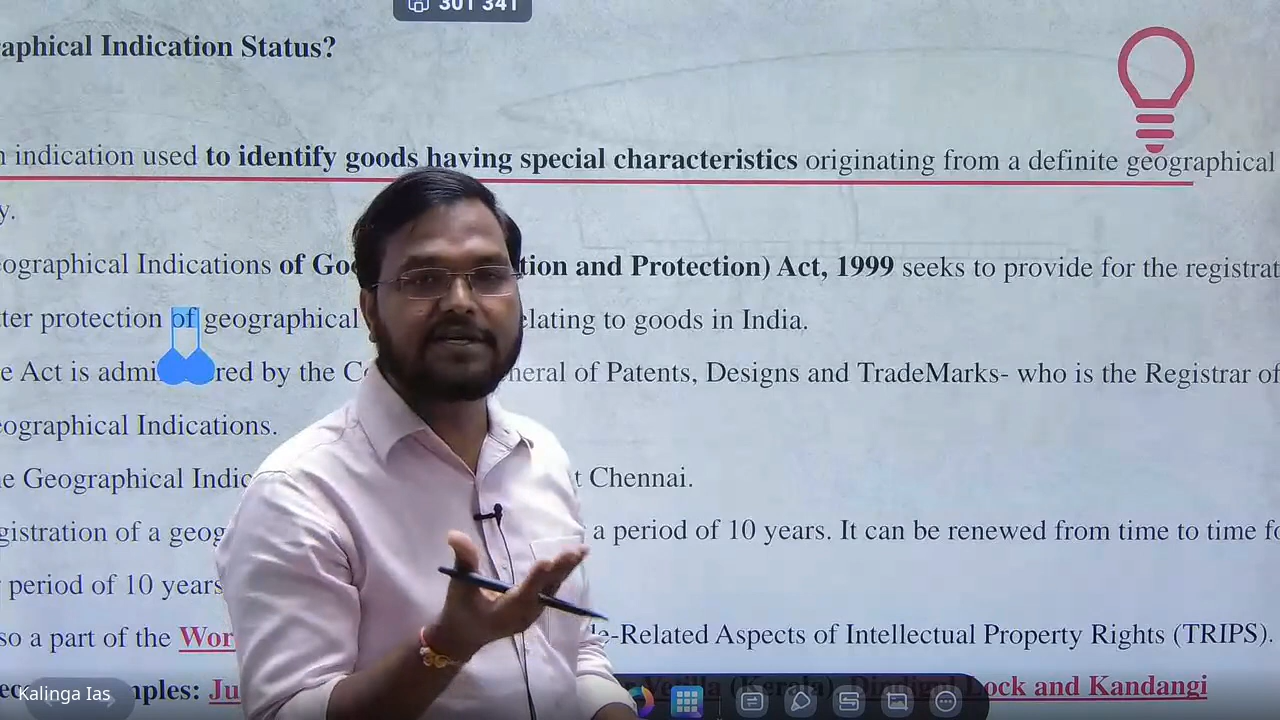 301 341
aphical Indication Status?
indication used to identify goods having special characteristics originating from a definite geographical
y.
ographical Indications of Goo tion and Protection) Act, 1999 seeks to provide for the registrat
ter protection of geographical elating to goods in India.
e Act is admi red by the C neral of Patents, Designs and TradeMarks- who is the Registrar of
ographical Indications.
e Geographical Indic t Chennai.
gistration of a geog a period of 10 years. It can be renewed from time to time fo
period of 10 years
so a part of the Wor e-Related Aspects of Intellectual Property Rights (TRIPS).
mples: Ju (Kerala), Dindigul Lock and Kandangi
Kalinga Ias